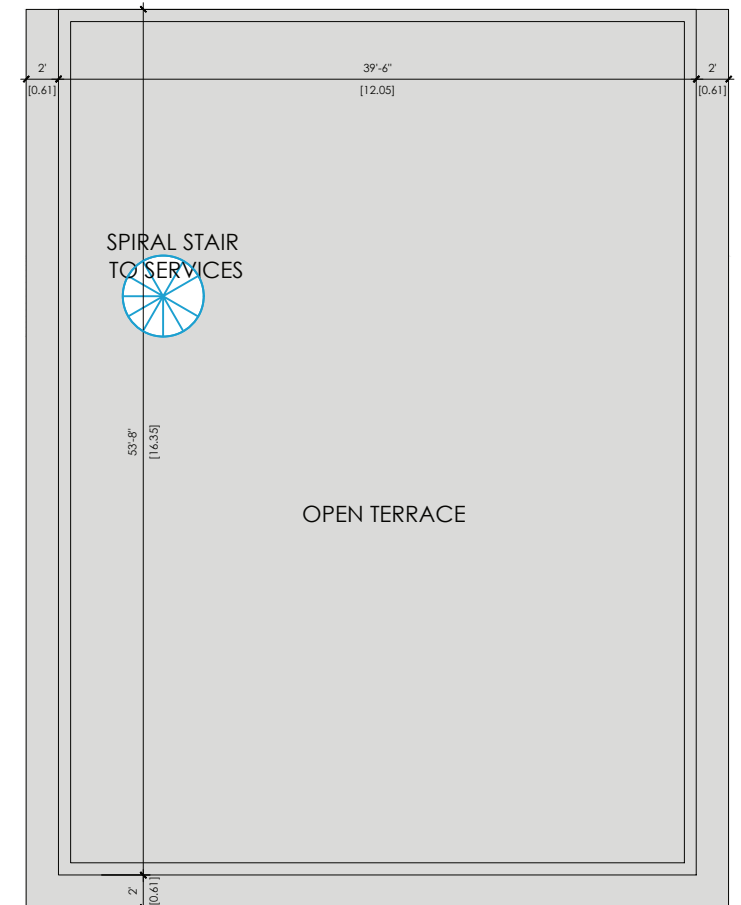 2' 39'-6" 2'
[0.61] [12.05] [0.61]
SPIRAL STAIR
TO SERVICES
53'-8"
[16.35]
OPEN TERRACE
2'
[0.61]